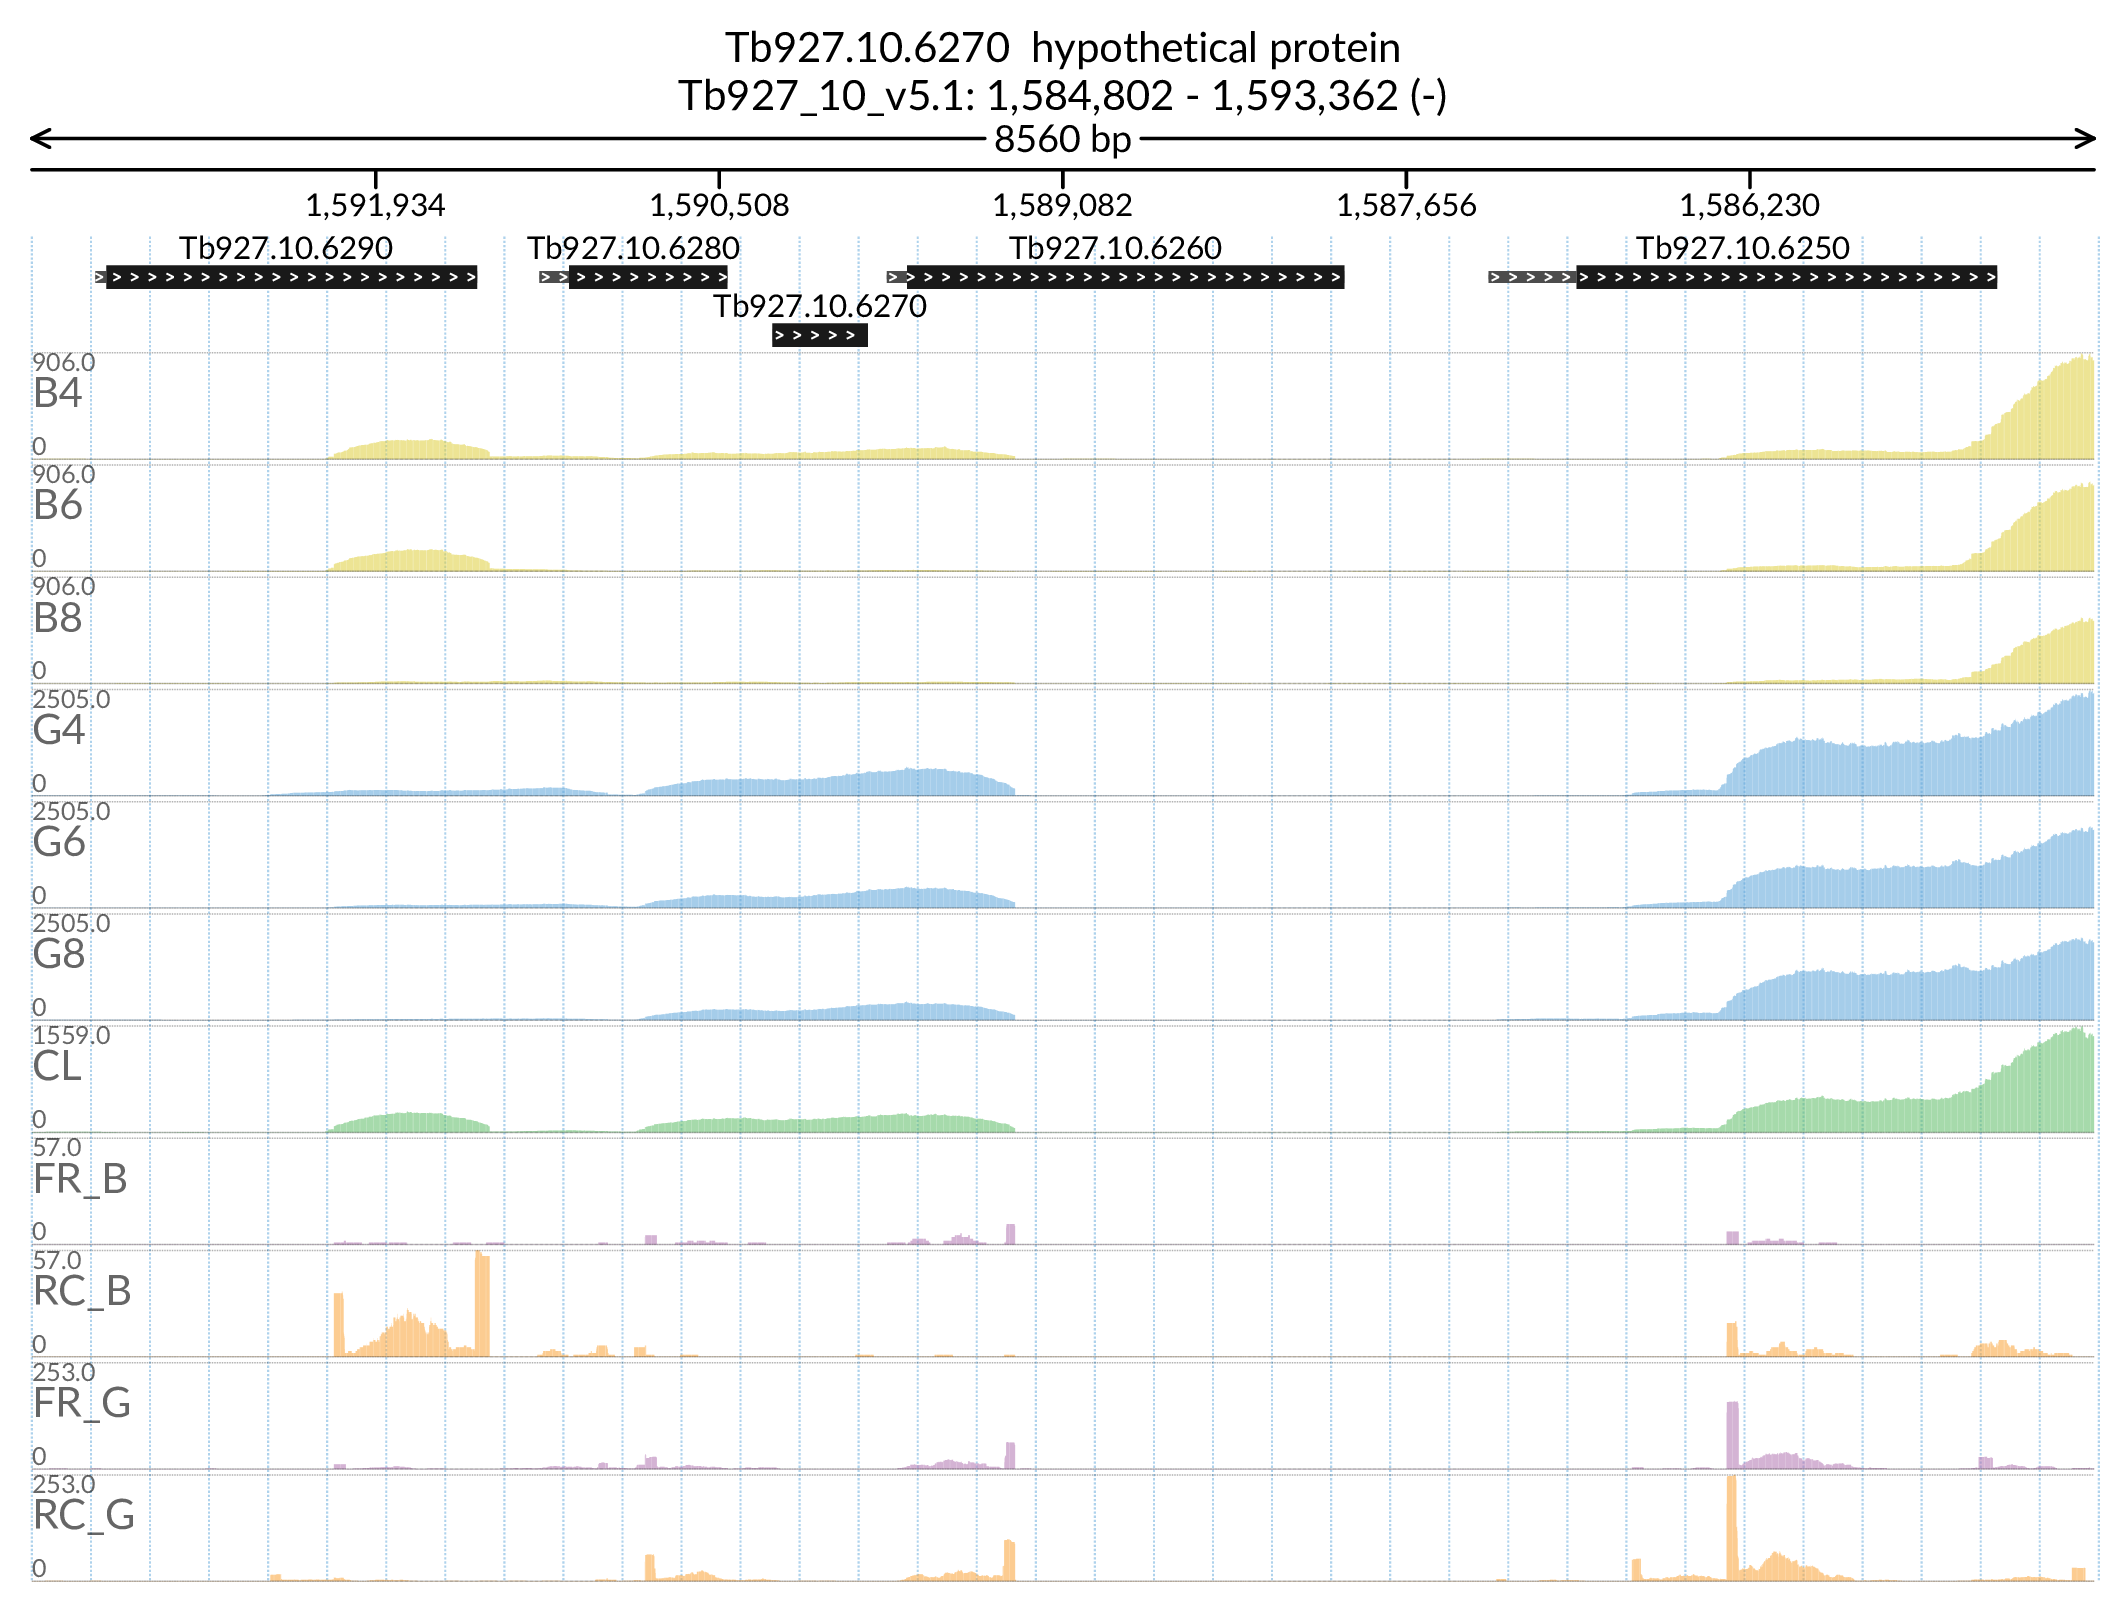 Tb927.10.6270  hypothetical protein
Tb927_10_v5.1: 1,584,802 - 1,593,362 (-)
8560 bp
1,591,934 1,590,508 1,589,082 1,587,656 1,586,230
Tb927.10.6290 Tb927.10.6280 Tb927.10.6260 Tb927.10.6250
Tb927.10.6270
906.0
B4
0
906.0
B6
0
906.0
B8
0
2505.0
G4
0
2505.0
G6
0
2505.0
G8
0
1559.0
CL
0
57.0
FR_B
0
57.0
RC_B
0
253.0
FR_G
0
253.0
RC_G
0